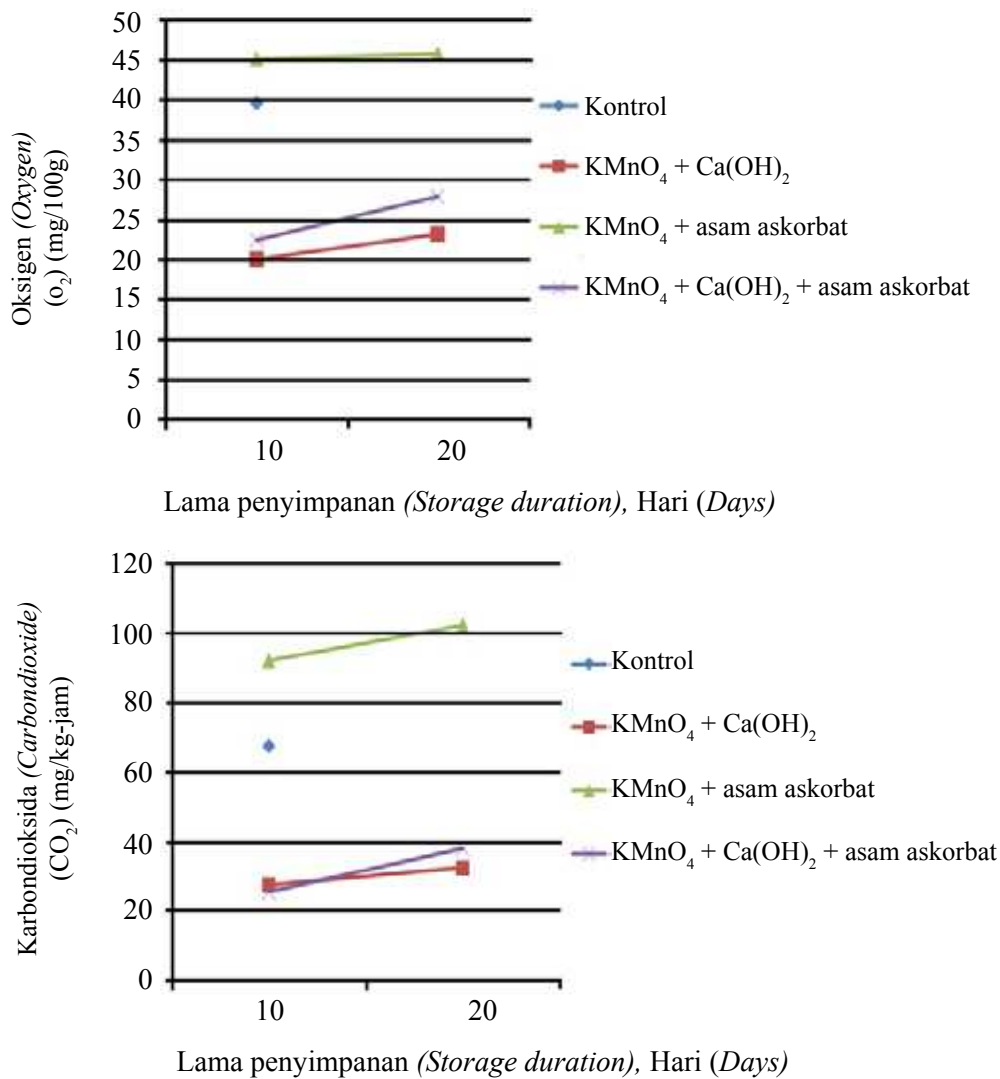 50
45
40
35
30
25
20
15
10
5
0
Oksigen (Oxygen)
(o₂) (mg/100g)
Kontrol
KMnO₄ + Ca(OH)₂
KMnO₄ + asam askorbat
KMnO₄ + Ca(OH)₂ + asam askorbat
10 20
Lama penyimpanan (Storage duration), Hari (Days)
120
100
80
60
40
20
0
Karbondioksida (Carbondioxide)
(CO₂) (mg/kg-jam)
Kontrol
KMnO₄ + Ca(OH)₂
KMnO₄ + asam askorbat
KMnO₄ + Ca(OH)₂ + asam askorbat
10 20
Lama penyimpanan (Storage duration), Hari (Days)